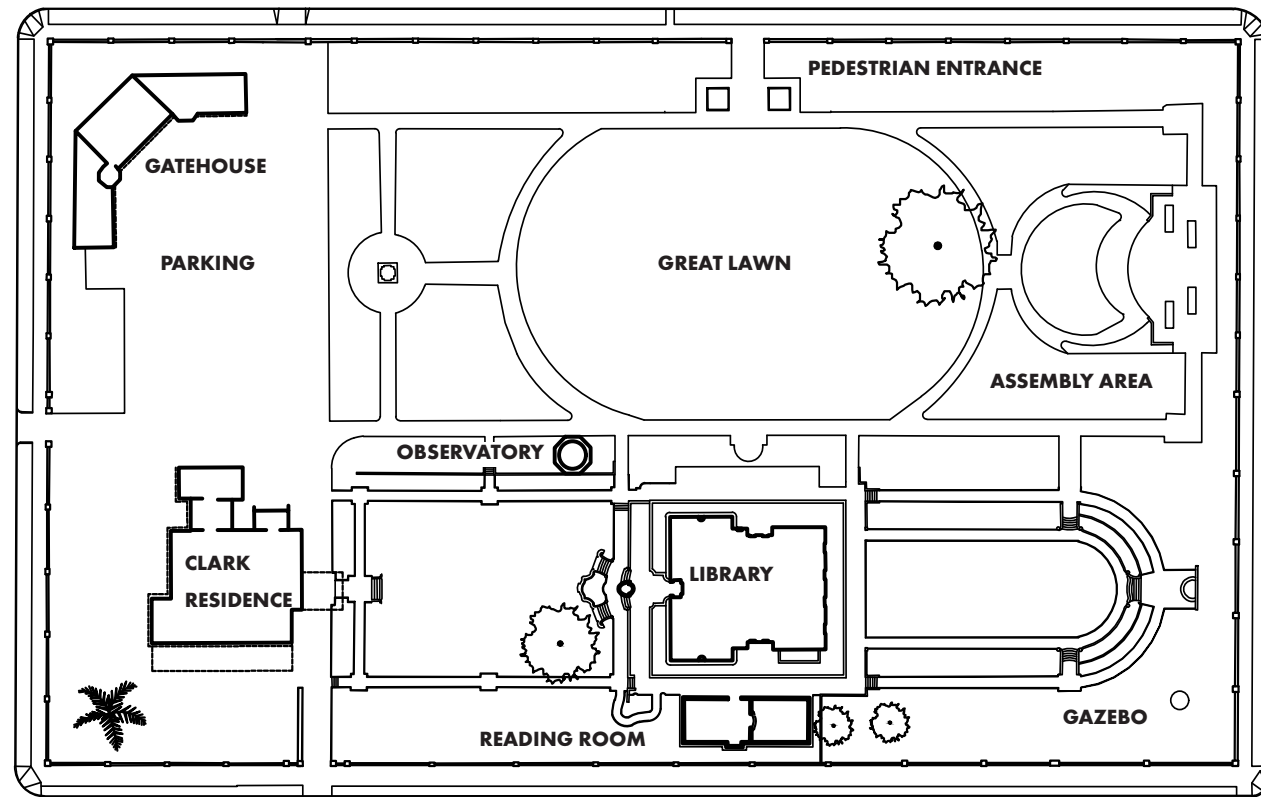 PEDESTRIAN ENTRANCE
GATEHOUSE
PARKING
GREAT LAWN
ASSEMBLY AREA
OBSERVATORY
CLARK
RESIDENCE
LIBRARY
GAZEBO
READING ROOM